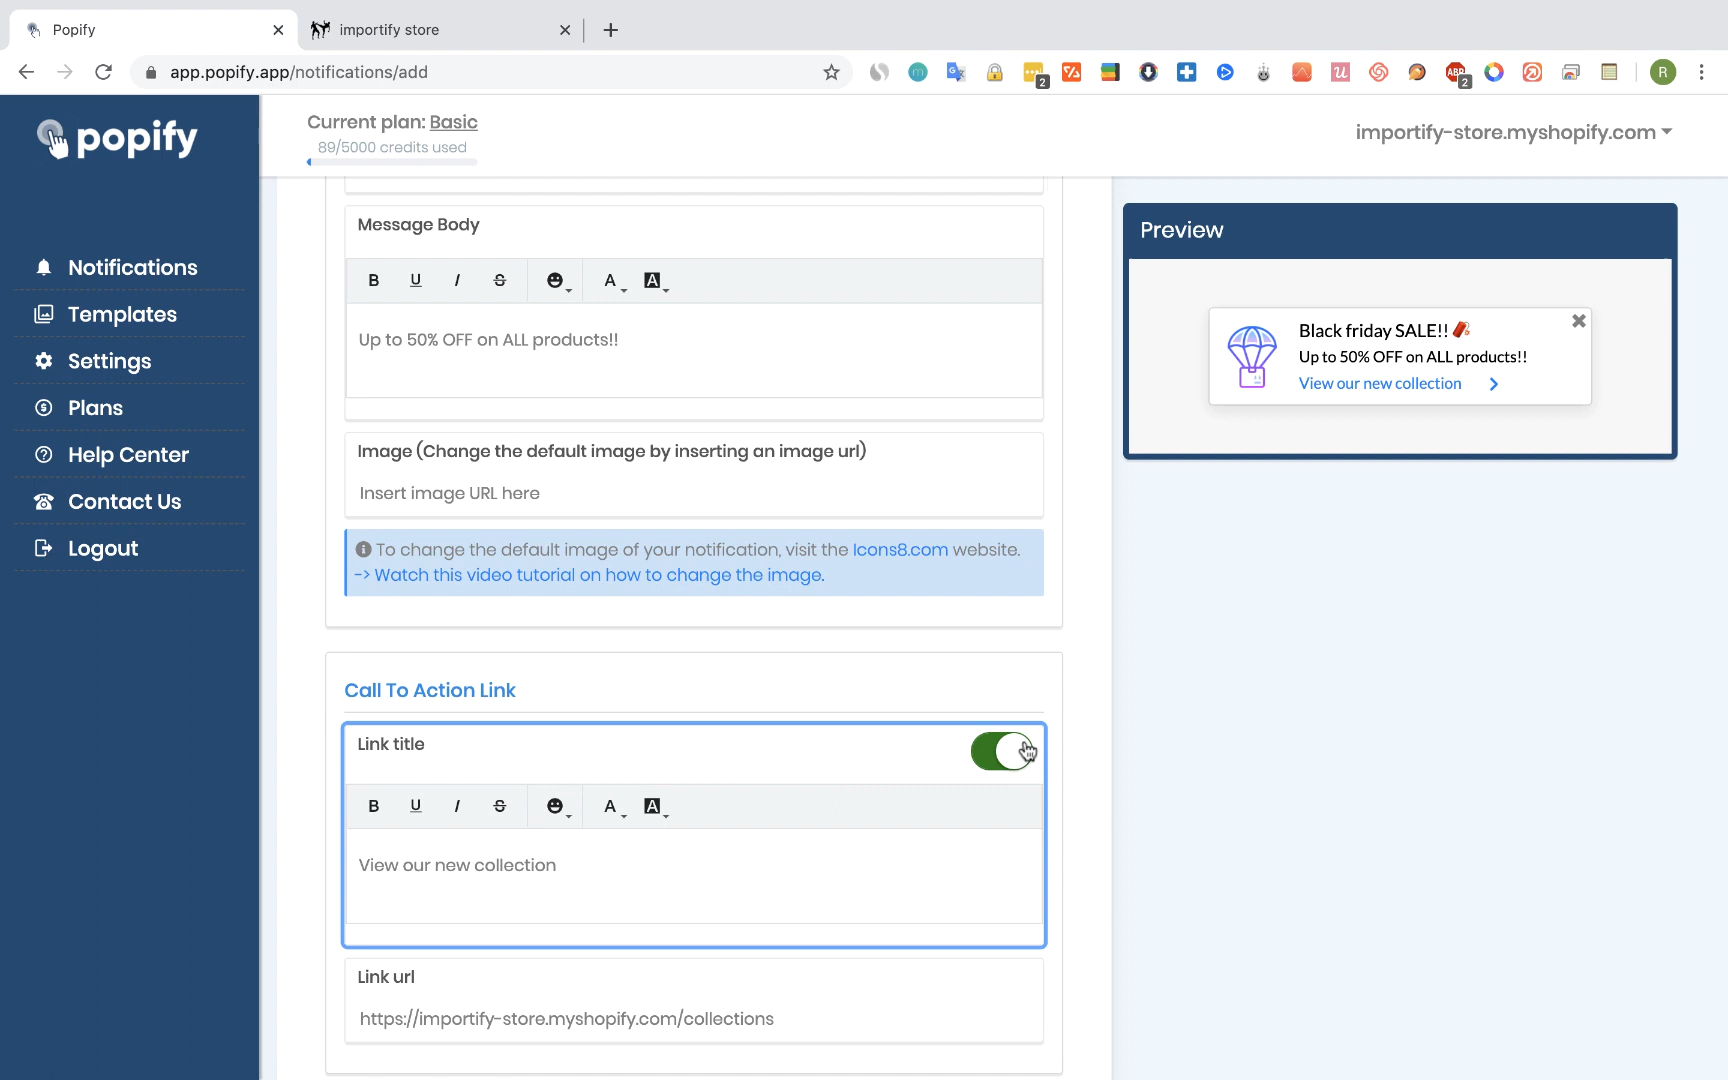 Popify
importify store
app.popify.app/notifications/add
2
ABP
2
R
popify
Current plan: Basic
89/5000 credits used
importify-store.myshopify.com
Notifications
Templates
Settings
Plans
Help Center
Contact Us
Logout
Message Body
B U I S A A
Up to 50% OFF on ALL products!!
Image (Change the default image by inserting an image url)
Insert image URL here
To change the default image of your notification, visit the Icons8.com website.
-> Watch this video tutorial on how to change the image.
Call To Action Link
Link title
B U I S A A
View our new collection
Link url
https://importify-store.myshopify.com/collections
Preview
Black friday SALE!!
Up to 50% OFF on ALL products!!
View our new collection